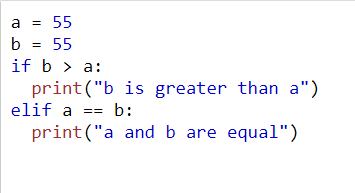 a = 55
b = 55
if b > a:
  print("b is greater than a")
elif a == b:
  print("a and b are equal")